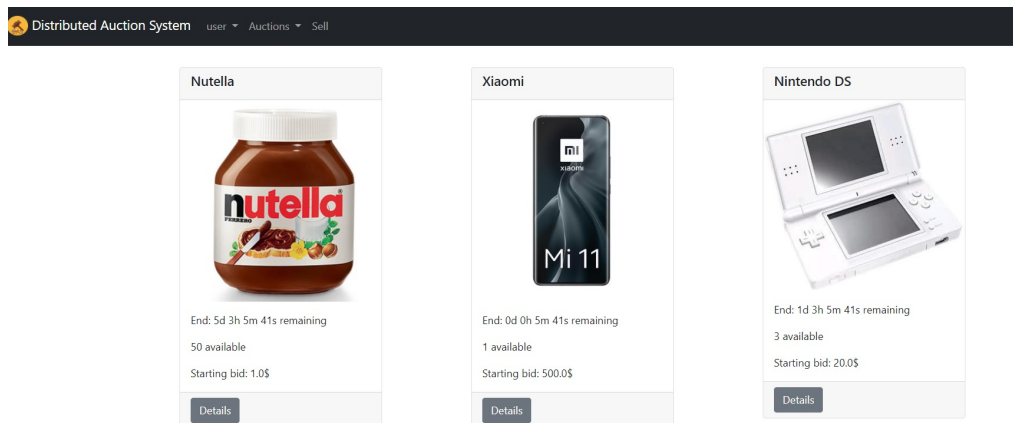 Distributed Auction System user Auctions Sell
Nutella
nutella
FERRERO
End: 5d 3h 5m 41s remaining
50 available
Starting bid: 1.0$
Details
Xiaomi
xiaomi
Mi 11
End: 0d 0h 5m 41s remaining
1 available
Starting bid: 500.0$
Details
Nintendo DS
End: 1d 3h 5m 41s remaining
3 available
Starting bid: 20.0$
Details